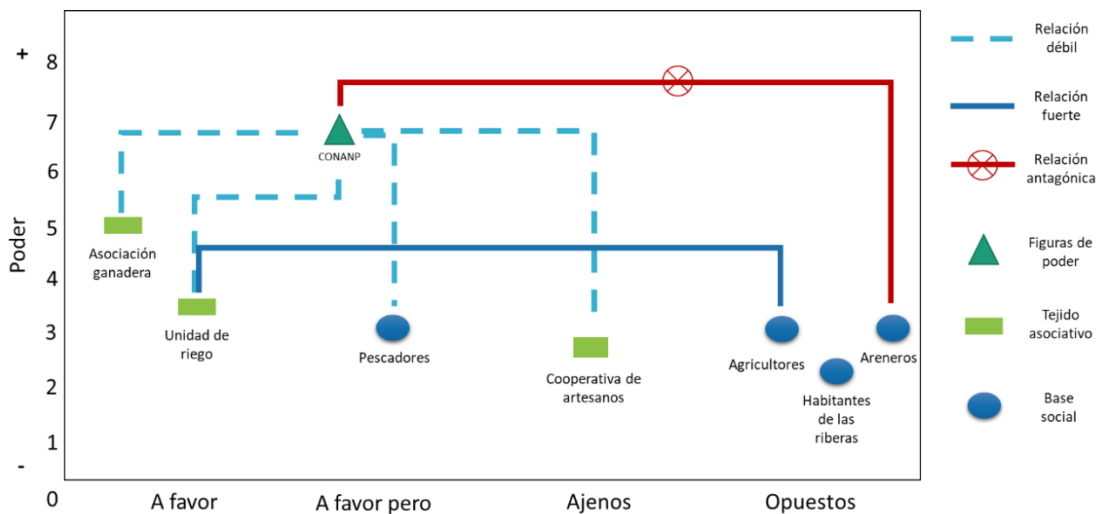 +
8
7
6
5
4
3
2
1
-
0
Poder
CONANP
Asociación
ganadera
Unidad de
riego
Pescadores
Cooperativa de
artesanos
Agricultores
Areneros
Habitantes
de las
riberas
A favor
A favor pero
Ajenos
Opuestos
Relación
débil
Relación
fuerte
Relación
antagónica
Figuras de
poder
Tejido
asociativo
Base
social